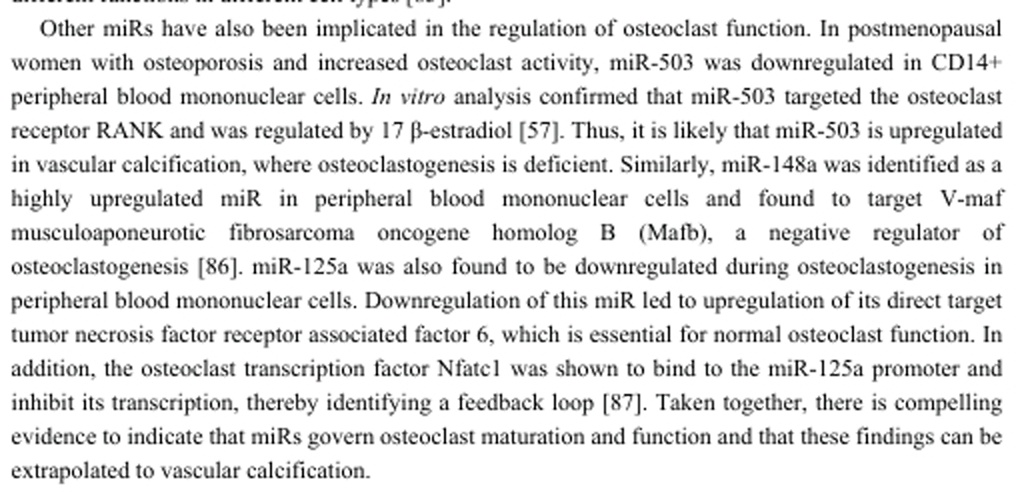 Other miRs have also been implicated in the regulation of osteoclast function. In postmenopausal
women with osteoporosis and increased osteoclast activity, miR-503 was downregulated in CD14+
peripheral blood mononuclear cells. In vitro analysis confirmed that miR-503 targeted the osteoclast
receptor RANK and was regulated by 17 β-estradiol [57]. Thus, it is likely that miR-503 is upregulated
in vascular calcification, where osteoclastogenesis is deficient. Similarly, miR-148a was identified as a
highly upregulated miR in peripheral blood mononuclear cells and found to target V-maf
musculoaponeurotic fibrosarcoma oncogene homolog B (Mafb), a negative regulator of
osteoclastogenesis [86]. miR-125a was also found to be downregulated during osteoclastogenesis in
peripheral blood mononuclear cells. Downregulation of this miR led to upregulation of its direct target
tumor necrosis factor receptor associated factor 6, which is essential for normal osteoclast function. In
addition, the osteoclast transcription factor Nfatc1 was shown to bind to the miR-125a promoter and
inhibit its transcription, thereby identifying a feedback loop [87]. Taken together, there is compelling
evidence to indicate that miRs govern osteoclast maturation and function and that these findings can be
extrapolated to vascular calcification.